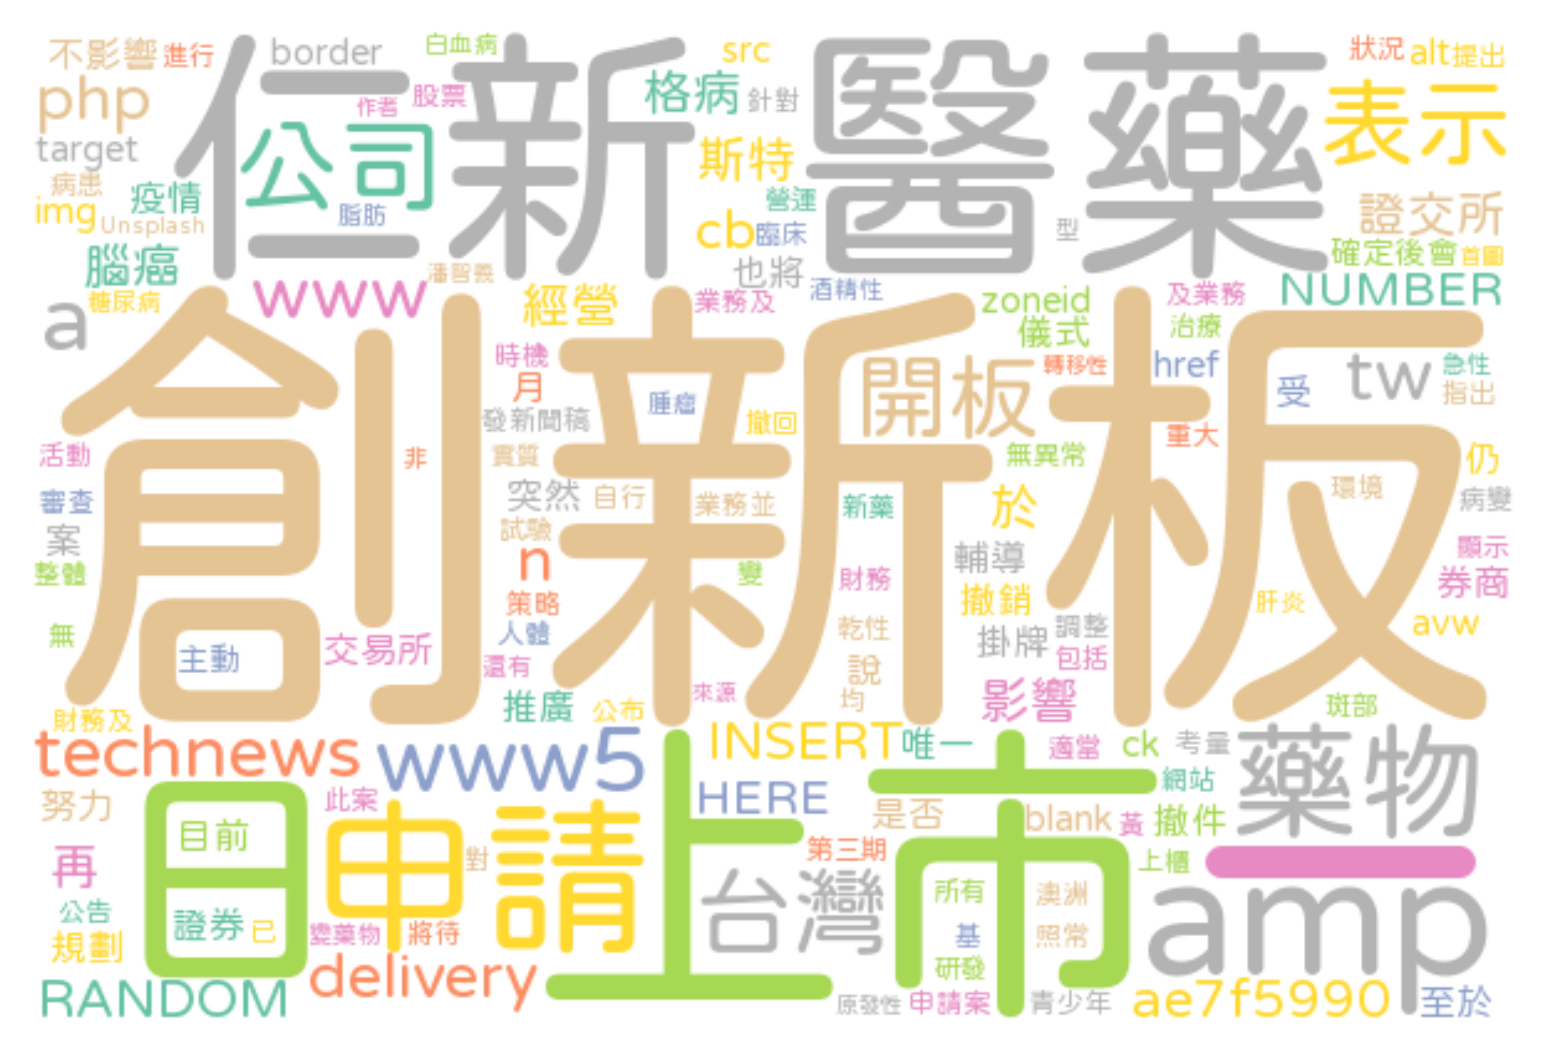 不影響 進行 border 白血病 src 狀況 alt 提出
php 作者 股票 仁新醫藥 格病 針對 表示
target 公司 斯特
病患 疫情 脂肪 營運 證交所
img Unsplash cb 臨床 型 確定後會 首圖
腦癌 潘智義 也將
糖尿病 www 經營 業務及 酒精性 zoneid 及業務 NUMBER
a 儀式 治療
時機 轉移性 href tw 急性
創新板
月 腫瘤 開板 受 指出
發新聞稿 撤回 重大
活動 非 實質 無異常 仍
審查 突然 自行 業務並 新藥 於 環境 病變
案 試驗 輔導 顯示
整體 n 變 財務 券商
策略 撤銷 肝炎
無 人體 乾性 掛牌 調整 avw
主動 交易所 還有 說 包括
財務及 推廣 公布 來源 均 影響 斑部
technews www5 INSERT 唯一 適當 ck 考量 藥物
努力 此案 HERE 是否 blank 黃 撤件 網站
目前 日 申請 對 上市 第三期 上櫃
再 台灣 所有 澳洲 amp
公告 證券 已 變藥物 將待 基 照常
規劃 研發
RANDOM delivery 原發性 申請案 青少年 ae7f5990 至於